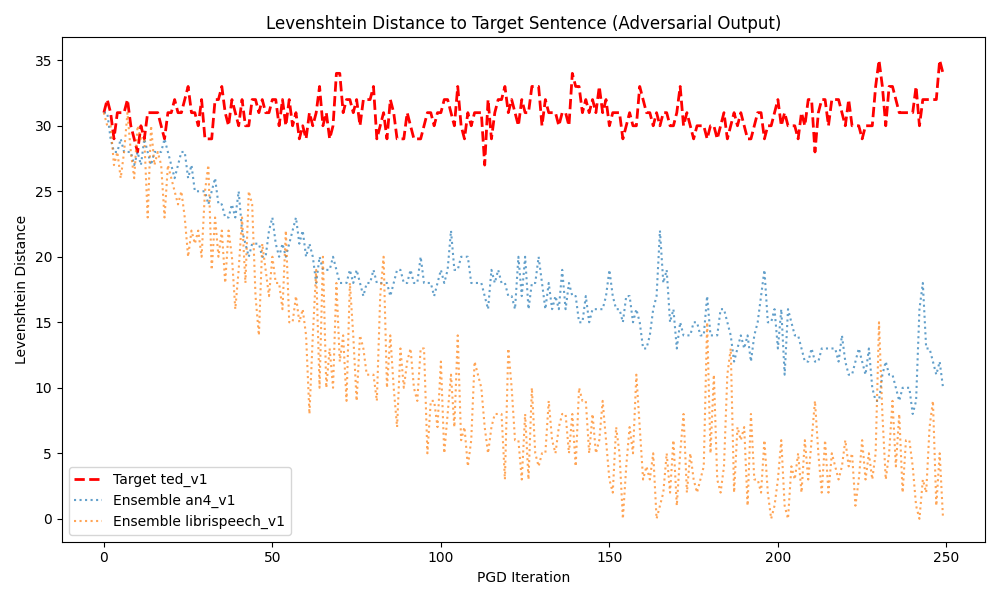 Levenshtein Distance to Target Sentence (Adversarial Output)
35
30
25
20
15
10
5
0
Levenshtein Distance
Target ted_v1
Ensemble an4_v1
Ensemble librispeech_v1
0 50 100 150 200 250
PGD Iteration